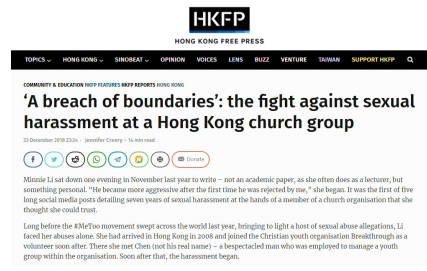 HKFP
HONG KONG FREE PRESS
TOPICS HONG KONG SINOBEAT OPINION VOICES LENS BUZZ VENTURE TAIWAN SUPPORT HKFP
COMMUNITY & EDUCATION HKFP FEATURES HKFP REPORTS HONG KONG
‘A breach of boundaries’: the fight against sexual
harassment at a Hong Kong church group
23 December 2018 23:24 - Jennifer Creery - 14 min read
Donate
Minnie Li sat down one evening in November last year to write – not an academic paper, as she often does as a lecturer, but
something personal. “He became more aggressive after the first time he was rejected by me,” she began. It was the first of five
long social media posts detailing seven years of sexual harassment at the hands of a member of a church organisation that she
thought she could trust.
Long before the #MeToo movement swept across the world last year, bringing to light a host of sexual abuse allegations, Li
faced her abuses alone. She had arrived in Hong Kong in 2008 and joined the Christian youth organisation Breakthrough as a
volunteer soon after. There she met Chen (not his real name) – a bespectacled man who was employed to manage a youth
group within the organisation. Soon after that, the harassment began.